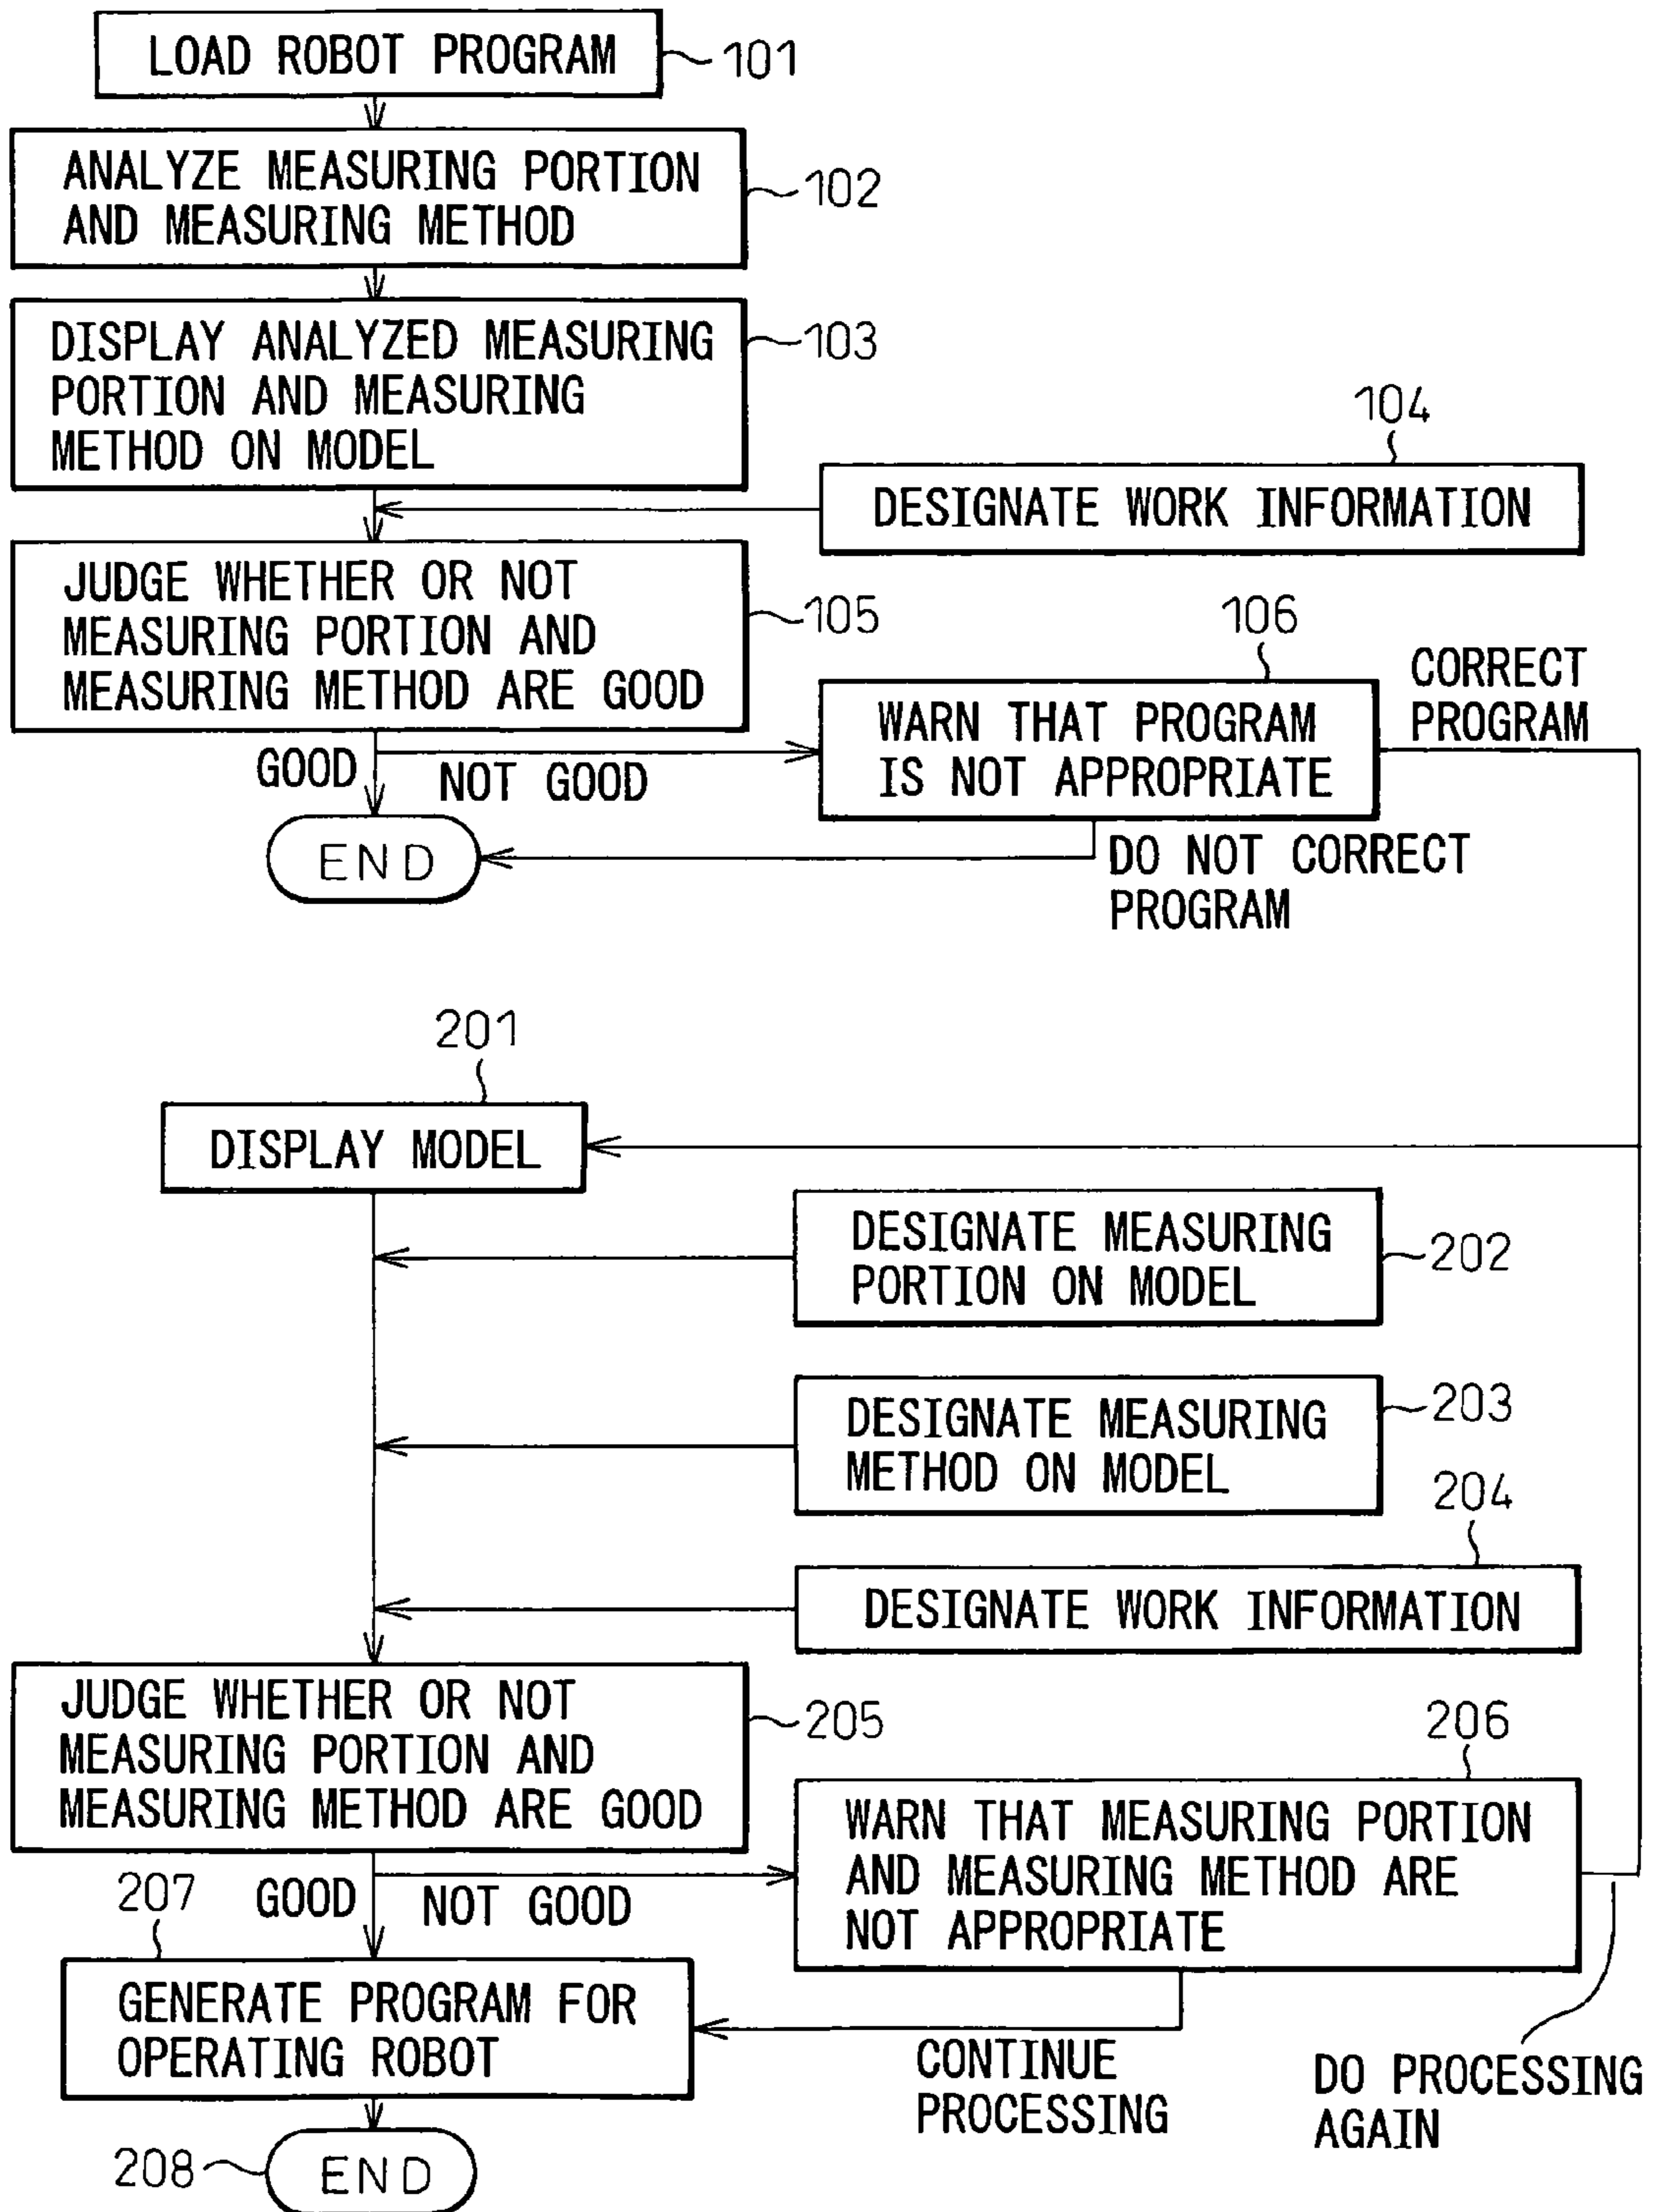 LOAD ROBOT PROGRAM
101
ANALYZE MEASURING PORTION
AND MEASURING METHOD
102
DISPLAY ANALYZED MEASURING
PORTION AND MEASURING
METHOD ON MODEL
103
104
DESIGNATE WORK INFORMATION
JUDGE WHETHER OR NOT
MEASURING PORTION AND
MEASURING METHOD ARE GOOD
105
106
WARN THAT PROGRAM
IS NOT APPROPRIATE
CORRECT
PROGRAM
GOOD
NOT GOOD
END
DO NOT CORRECT
PROGRAM
201
DISPLAY MODEL
DESIGNATE MEASURING
PORTION ON MODEL
202
DESIGNATE MEASURING
METHOD ON MODEL
203
204
DESIGNATE WORK INFORMATION
JUDGE WHETHER OR NOT
MEASURING PORTION AND
MEASURING METHOD ARE GOOD
205
206
WARN THAT MEASURING PORTION
AND MEASURING METHOD ARE
NOT APPROPRIATE
207
GOOD
NOT GOOD
GENERATE PROGRAM FOR
OPERATING ROBOT
CONTINUE
PROCESSING
DO PROCESSING
AGAIN
208
END